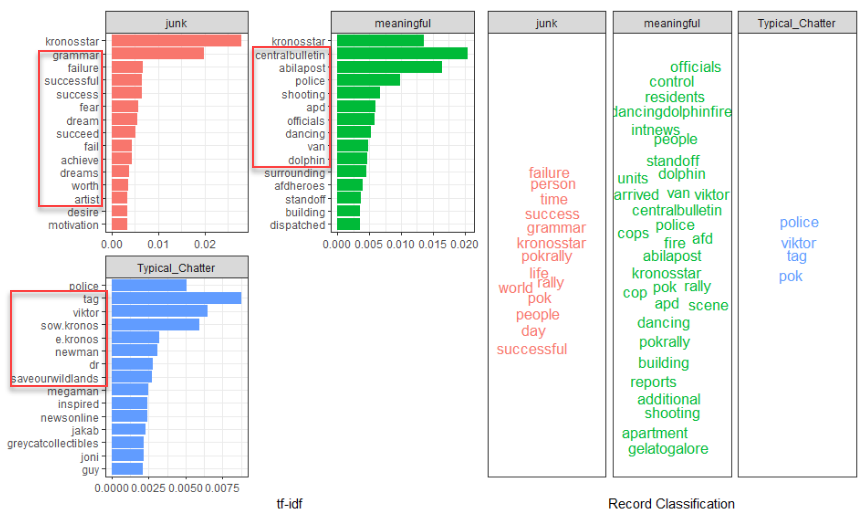 junk
kronosstar
grammar
failure
successful
success
fear
dream
succeed
fail
achieve
dreams
worth
artist
desire
motivation
0.00 0.01 0.02
meaningful
kronosstar
centralbulletin
abilapost
police
shooting
apd
officials
dancing
van
dolphin
surrounding
afdheroes
standoff
building
dispatched
0.000 0.005 0.010 0.015 0.020
Typical_Chatter
police
tag
viktor
sow.kronos
e.kronos
newman
dr
saveourwildlands
megaman
inspired
newsonline
jakab
greycatcollectibles
joni
guy
0.0000 0.0025 0.0050 0.0075
tf-idf
junk
failure
person
time
success
grammar
kronosstar
pokrally
life
world rally
pok
people
day
successful
meaningful
officials
control
residents
dancingdolphinfire
intnews
people
standoff
units dolphin
arrived van viktor
centralbulletin
cops police
fire afd
abilapost
kronosstar
cop pok rally
apd scene
dancing
pokrally
building
reports
additional
shooting
apartment
gelatogalore
Typical_Chatter
police
viktor
tag
pok
Record Classification